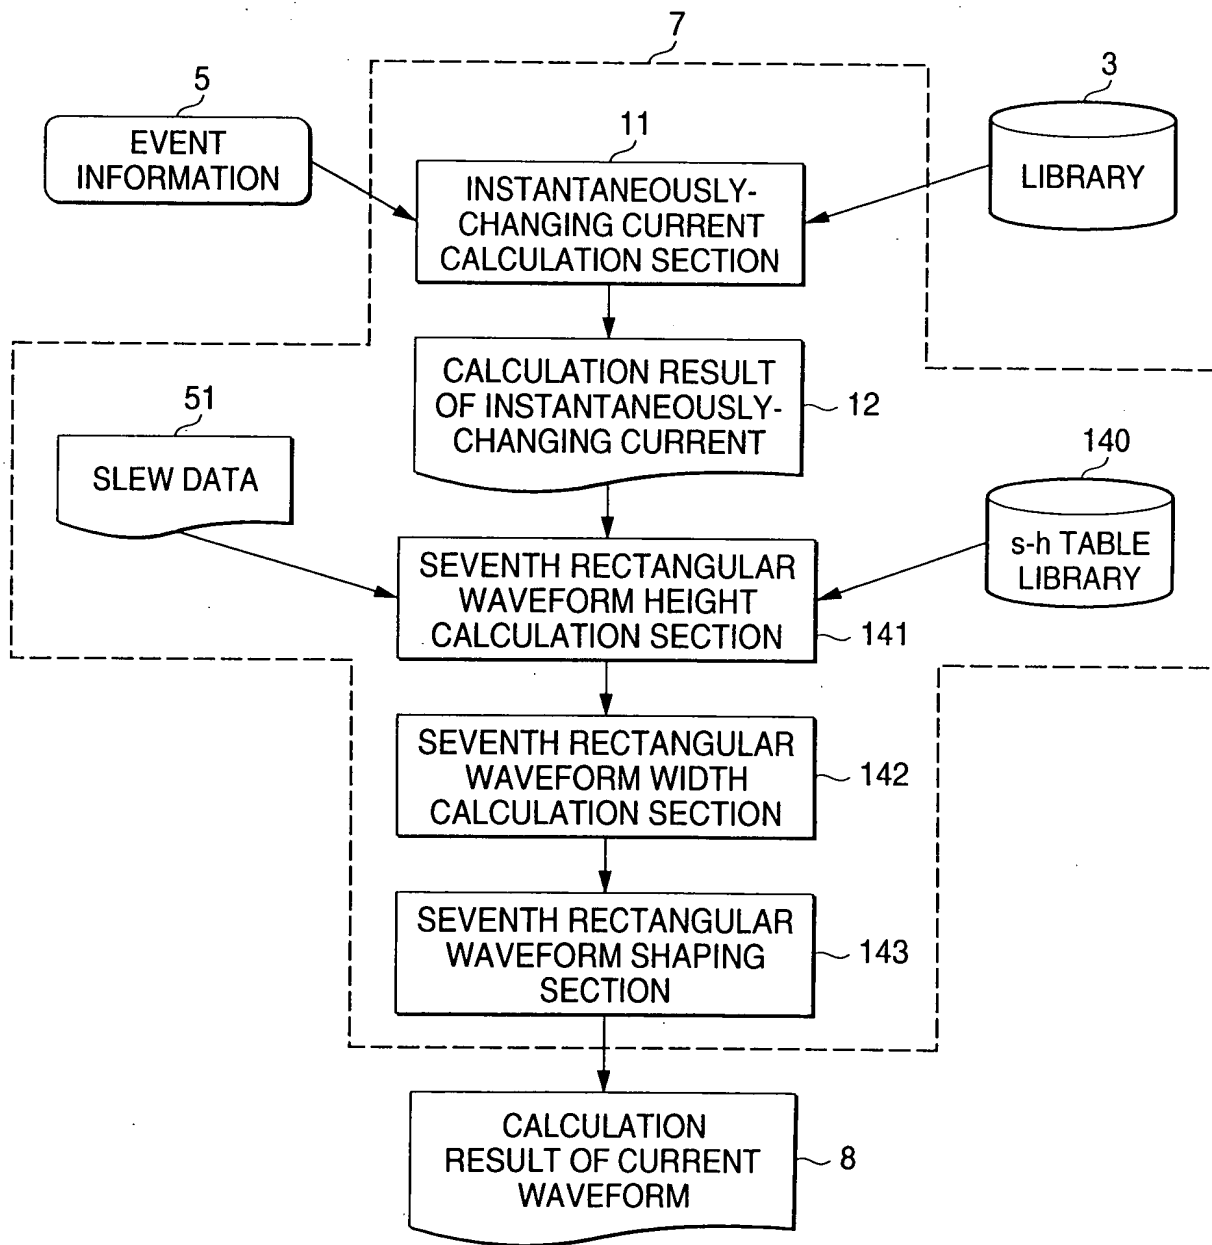 7
5
EVENT
INFORMATION
3
LIBRARY
11
INSTANTANEOUSLY-
CHANGING CURRENT
CALCULATION SECTION
CALCULATION RESULT
OF INSTANTANEOUSLY-
CHANGING CURRENT
12
51
SLEW DATA
140
s-h TABLE
LIBRARY
SEVENTH RECTANGULAR
WAVEFORM HEIGHT
CALCULATION SECTION
141
SEVENTH RECTANGULAR
WAVEFORM WIDTH
CALCULATION SECTION
142
SEVENTH RECTANGULAR
WAVEFORM SHAPING
SECTION
143
CALCULATION
RESULT OF CURRENT
WAVEFORM
8